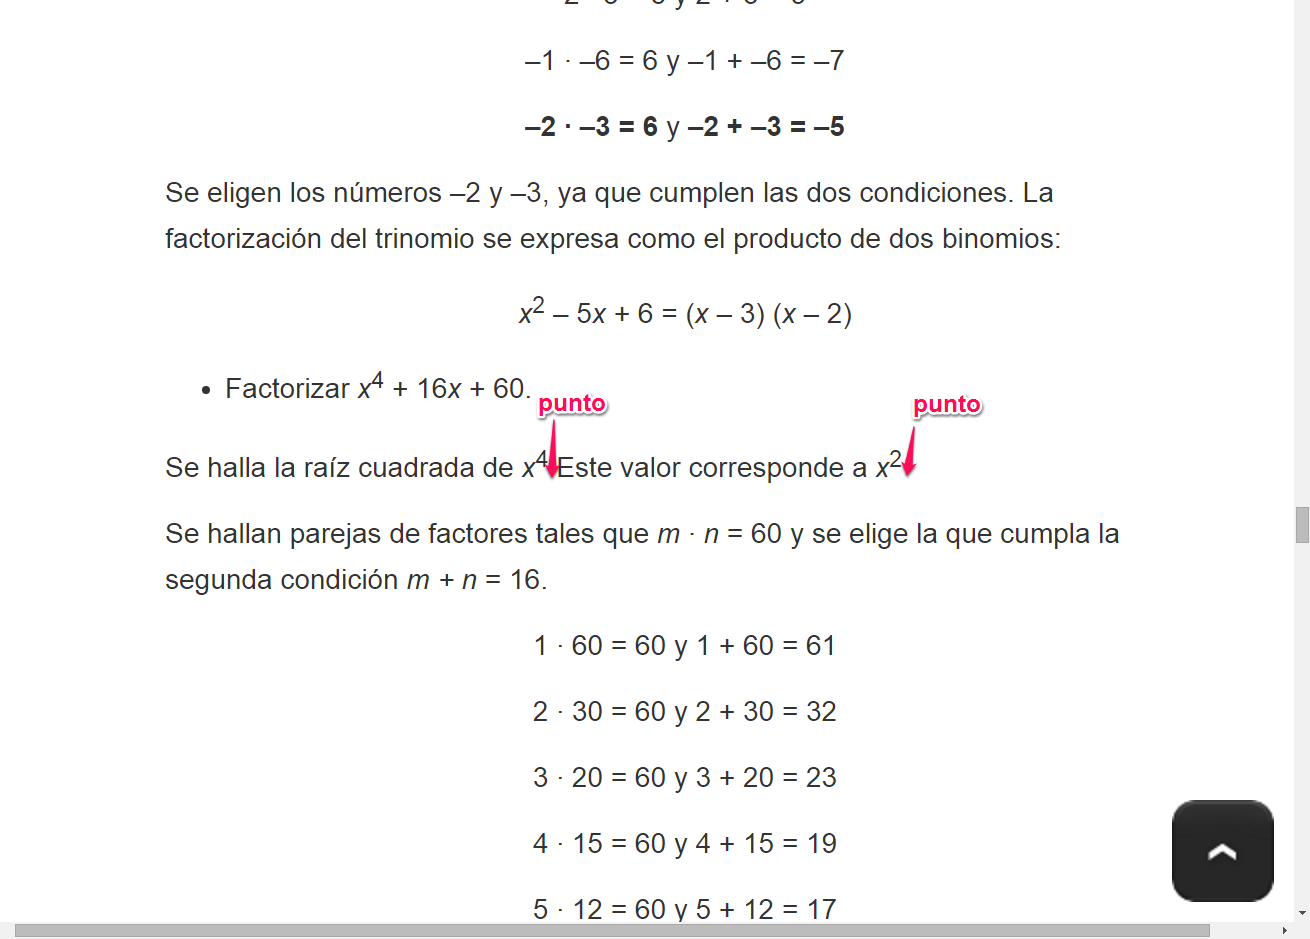 –1 · –6 = 6 y –1 + –6 = –7
–2 · –3 = 6 y –2 + –3 = –5
Se eligen los números –2 y –3, ya que cumplen las dos condiciones. La
factorización del trinomio se expresa como el producto de dos binomios:
x² – 5x + 6 = (x – 3) (x – 2)
• Factorizar x⁴ + 16x + 60.
punto punto
Se halla la raíz cuadrada de x⁴ Este valor corresponde a x²
Se hallan parejas de factores tales que m · n = 60 y se elige la que cumpla la
segunda condición m + n = 16.
1 · 60 = 60 y 1 + 60 = 61
2 · 30 = 60 y 2 + 30 = 32
3 · 20 = 60 y 3 + 20 = 23
4 · 15 = 60 y 4 + 15 = 19
5 · 12 = 60 y 5 + 12 = 17